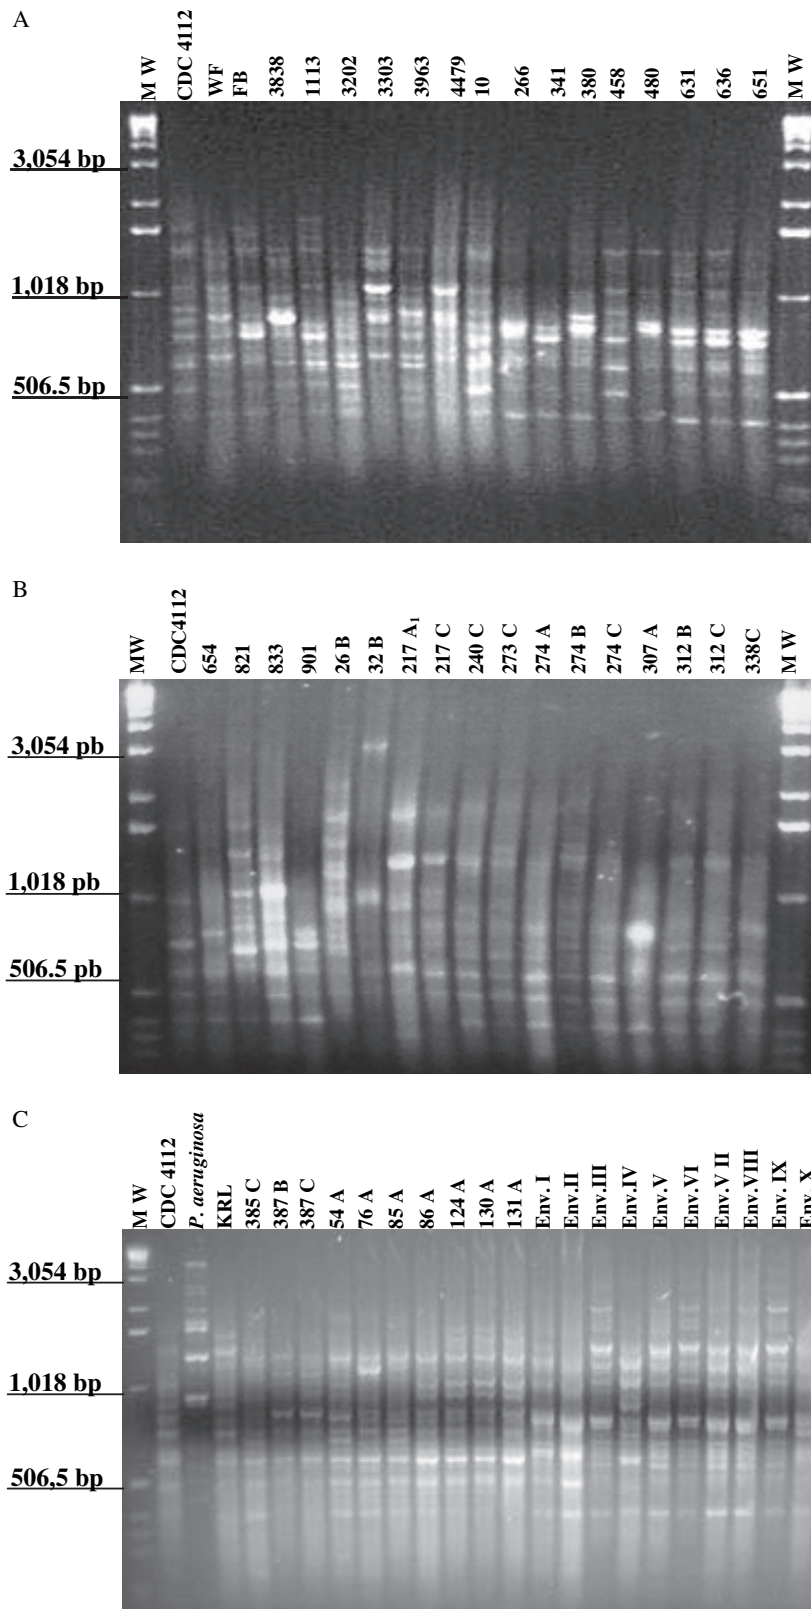 A
M W
CDC 4112
WF
FB
3838
1113
3202
3303
3963
4479
10
266
341
380
458
480
631
636
651
M W
3,054 bp
1,018 bp
506.5 bp
B
MW
CDC4112
654
821
833
901
26 B
32 B
217 A1
217 C
240 C
273 C
274 A
274 B
274 C
307 A
312 B
312 C
338C
M W
3,054 pb
1,018 pb
506.5 pb
C
M W
CDC 4112
P. aeruginosa
KRL
385 C
387 B
387 C
54 A
76 A
85 A
86 A
124 A
130 A
131 A
Env. I
Env.II
Env.III
Env.IV
Env.V
Env.VI
Env.V II
Env.VIII
Env. IX
Env. X
3,054 bp
1,018 bp
506,5 bp